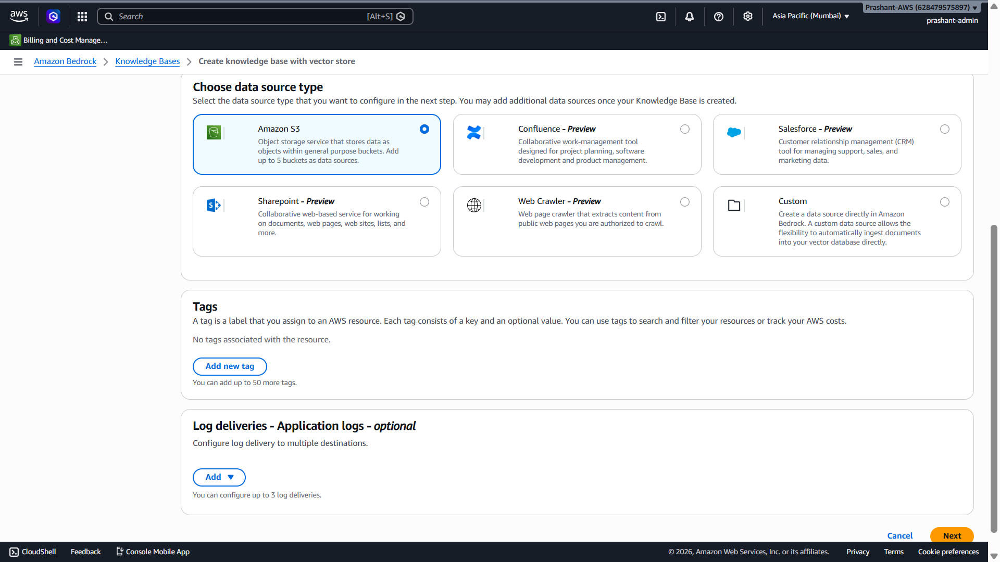 aws
Search
[Alt+S]
Asia Pacific (Mumbai)
Prashant-AWS (628479575897)
prashant-admin
Billing and Cost Manage...
Amazon Bedrock
Knowledge Bases
Create knowledge base with vector store
Choose data source type
Select the data source type that you want to configure in the next step. You may add additional data sources once your Knowledge Base is created.
Amazon S3
Object storage service that stores data as
objects within general purpose buckets. Add
up to 5 buckets as data sources.
Confluence - Preview
Collaborative work-management tool
designed for project planning, software
development and product management.
Salesforce - Preview
Customer relationship management (CRM)
tool for managing support, sales, and
marketing data.
Sharepoint - Preview
Collaborative web-based service for working
on documents, web pages, web sites, lists, and
more.
Web Crawler - Preview
Web page crawler that extracts content from
public web pages you are authorized to crawl.
Custom
Create a data source directly in Amazon
Bedrock. A custom data source allows the
flexibility to automatically ingest documents
into your vector database directly.
Tags
A tag is a label that you assign to an AWS resource. Each tag consists of a key and an optional value. You can use tags to search and filter your resources or track your AWS costs.
No tags associated with the resource.
Add new tag
You can add up to 50 more tags.
Log deliveries - Application logs - optional
Configure log delivery to multiple destinations.
Add
You can configure up to 3 log deliveries.
Cancel
Next
CloudShell
Feedback
Console Mobile App
© 2026, Amazon Web Services, Inc. or its affiliates.
Privacy
Terms
Cookie preferences